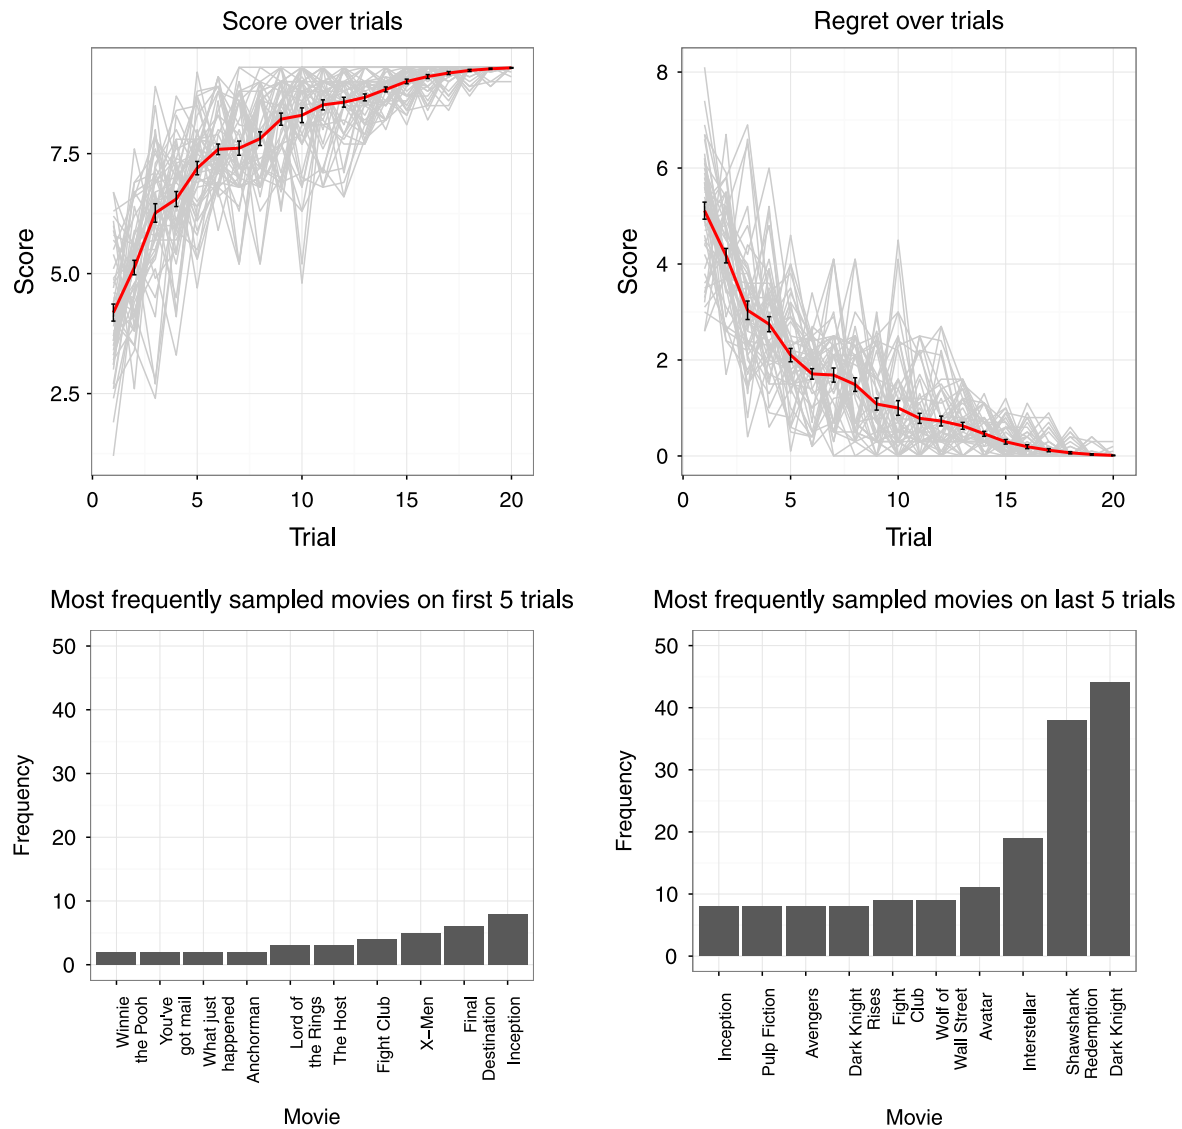 Score over trials
Score
7.5
5.0
2.5
0
5
10
15
20
Trial
Regret over trials
Score
8
6
4
2
0
0
5
10
15
20
Trial
Most frequently sampled movies on first 5 trials
Frequency
50
40
30
20
10
0
Winnie
the Pooh
You've
got mail
What just
happened
Anchorman
Lord of
the Rings
The Host
Fight Club
X−Men
Final
Destination
Inception
Movie
Most frequently sampled movies on last 5 trials
Frequency
50
40
30
20
10
0
Inception
Pulp Fiction
Avengers
Dark Knight
Rises
Fight
Club
Wolf of
Wall Street
Avatar
Interstellar
Shawshank
Redemption
Dark Knight
Movie